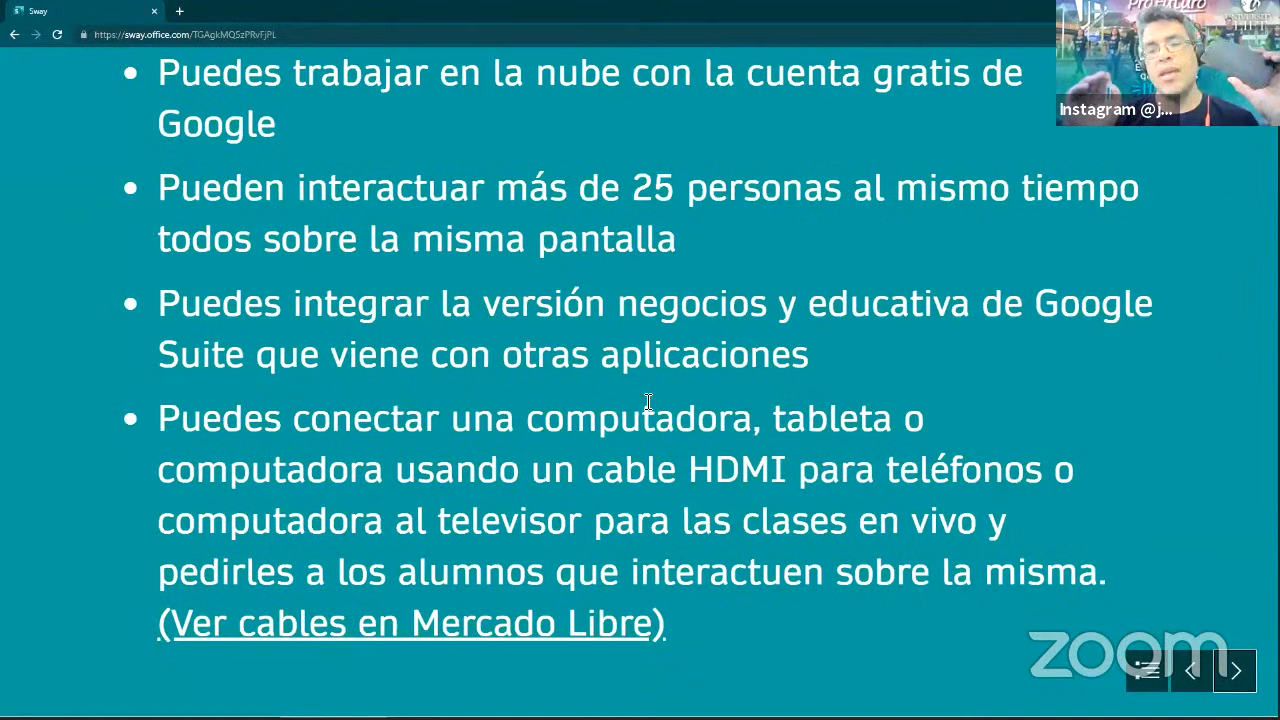 Sway
https://sway.office.com/TGAgkMQSzPRvFjPL
Puedes trabajar en la nube con la cuenta gratis de
Google
Pueden interactuar más de 25 personas al mismo tiempo
todos sobre la misma pantalla
Puedes integrar la versión negocios y educativa de Google
Suite que viene con otras aplicaciones
Puedes conectar una computadora, tableta o
computadora usando un cable HDMI para teléfonos o
computadora al televisor para las clases en vivo y
pedirles a los alumnos que interactuen sobre la misma.
(Ver cables en Mercado Libre)
ProFuturo
Instagram @j...
zoom